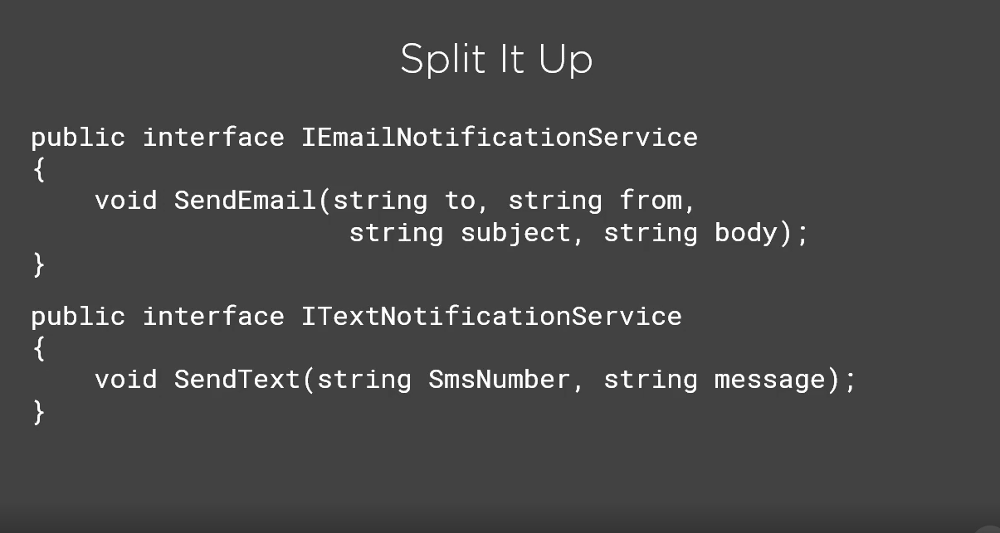 Split It Up
public interface IEmailNotificationService
{
    void SendEmail(string to, string from,
                    string subject, string body);
}
public interface ITextNotificationService
{
    void SendText(string SmsNumber, string message);
}